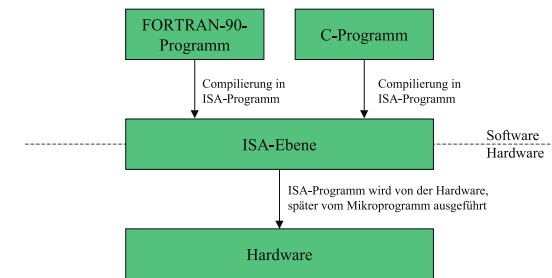 FORTRAN-90-
Programm
C-Programm
Compilierung in
ISA-Programm
Compilierung in
ISA-Programm
ISA-Ebene
Software
Hardware
ISA-Programm wird von der Hardware,
später vom Mikroprogramm ausgeführt
Hardware